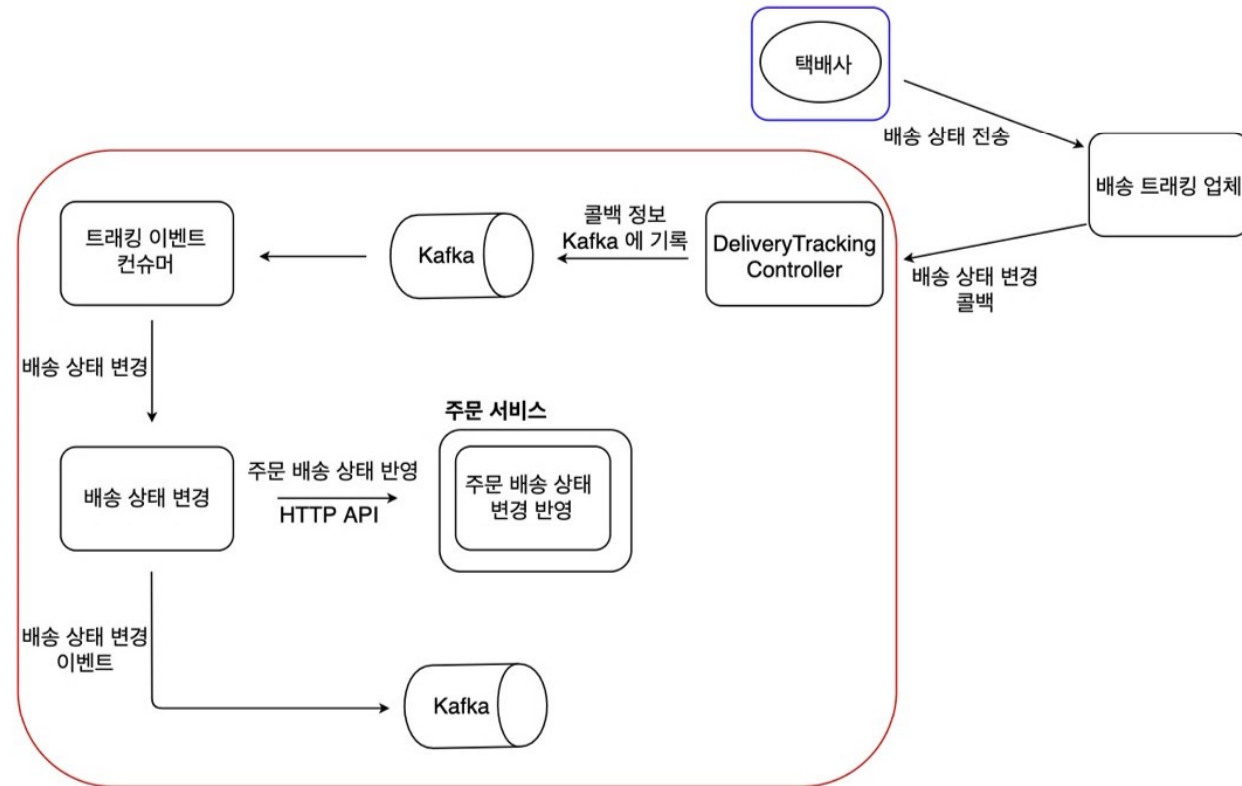 택배사
배송 상태 전송
배송 트래킹 업체
배송 상태 변경
콜백
DeliveryTracking
Controller
콜백 정보
Kafka 에 기록
Kafka
트래킹 이벤트
컨슈머
배송 상태 변경
배송 상태 변경
주문 배송 상태 반영
HTTP API
주문 서비스
주문 배송 상태
변경 반영
배송 상태 변경
이벤트
Kafka